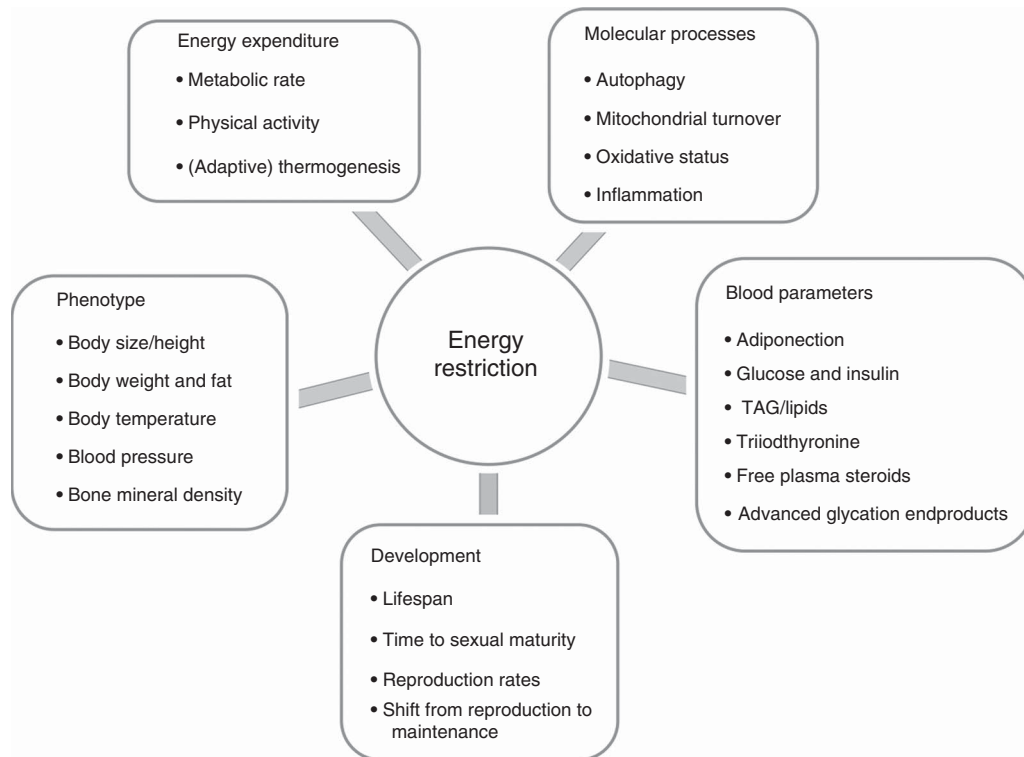 Energy expenditure
• Metabolic rate
• Physical activity
• (Adaptive) thermogenesis
Molecular processes
• Autophagy
• Mitochondrial turnover
• Oxidative status
• Inflammation
Phenotype
• Body size/height
• Body weight and fat
• Body temperature
• Blood pressure
• Bone mineral density
Energy
restriction
Blood parameters
• Adiponection
• Glucose and insulin
• TAG/lipids
• Triiodthyronine
• Free plasma steroids
• Advanced glycation endproducts
Development
• Lifespan
• Time to sexual maturity
• Reproduction rates
• Shift from reproduction to
maintenance